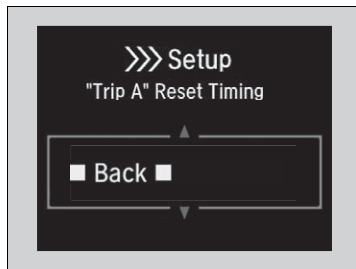 >>> Setup
"Trip A" Reset Timing
■ Back ■